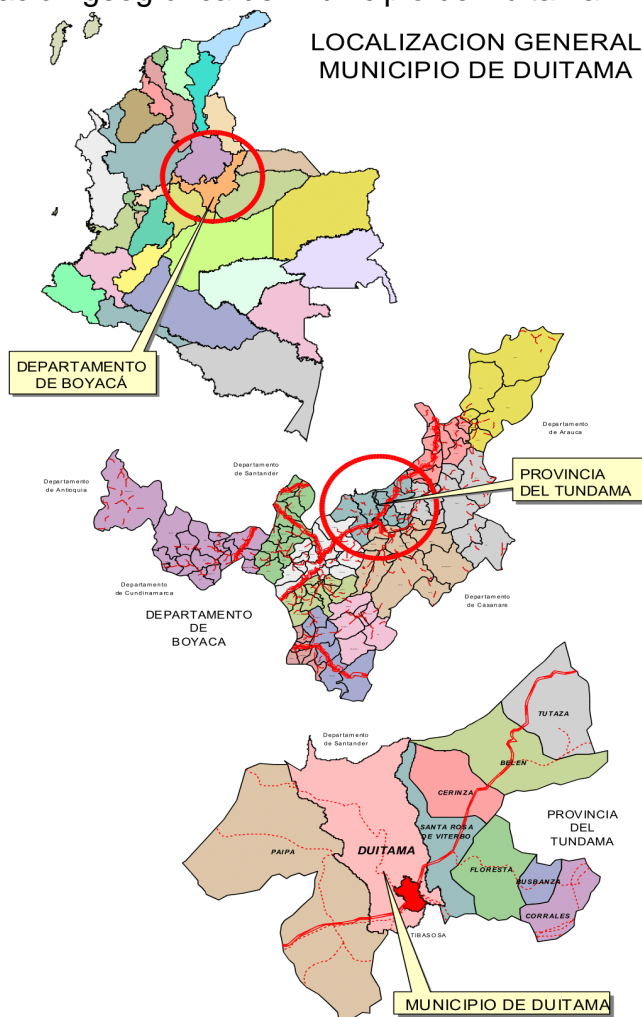 LOCALIZACION GENERAL
MUNICIPIO DE DUITAMA
DEPARTAMENTO
DE BOYACÁ
Departamento
de Arauca
Departamento
de Santander
PROVINCIA
DEL TUNDAMA
Departamento
de Antioquia
Departamento
de Cundinamarca
Departamento
de Casanare
DEPARTAMENTO
DE
BOYACA
TUTAZA
Departamento
de Santander
BELEN
CERINZA
PROVINCIA
DEL
TUNDAMA
SANTA ROSA
DE VITERBO
PAIPA
DUITAMA
FLORESTA
BUSBANZA
CORRALES
TIBASOSA
MUNICIPIO DE DUITAMA